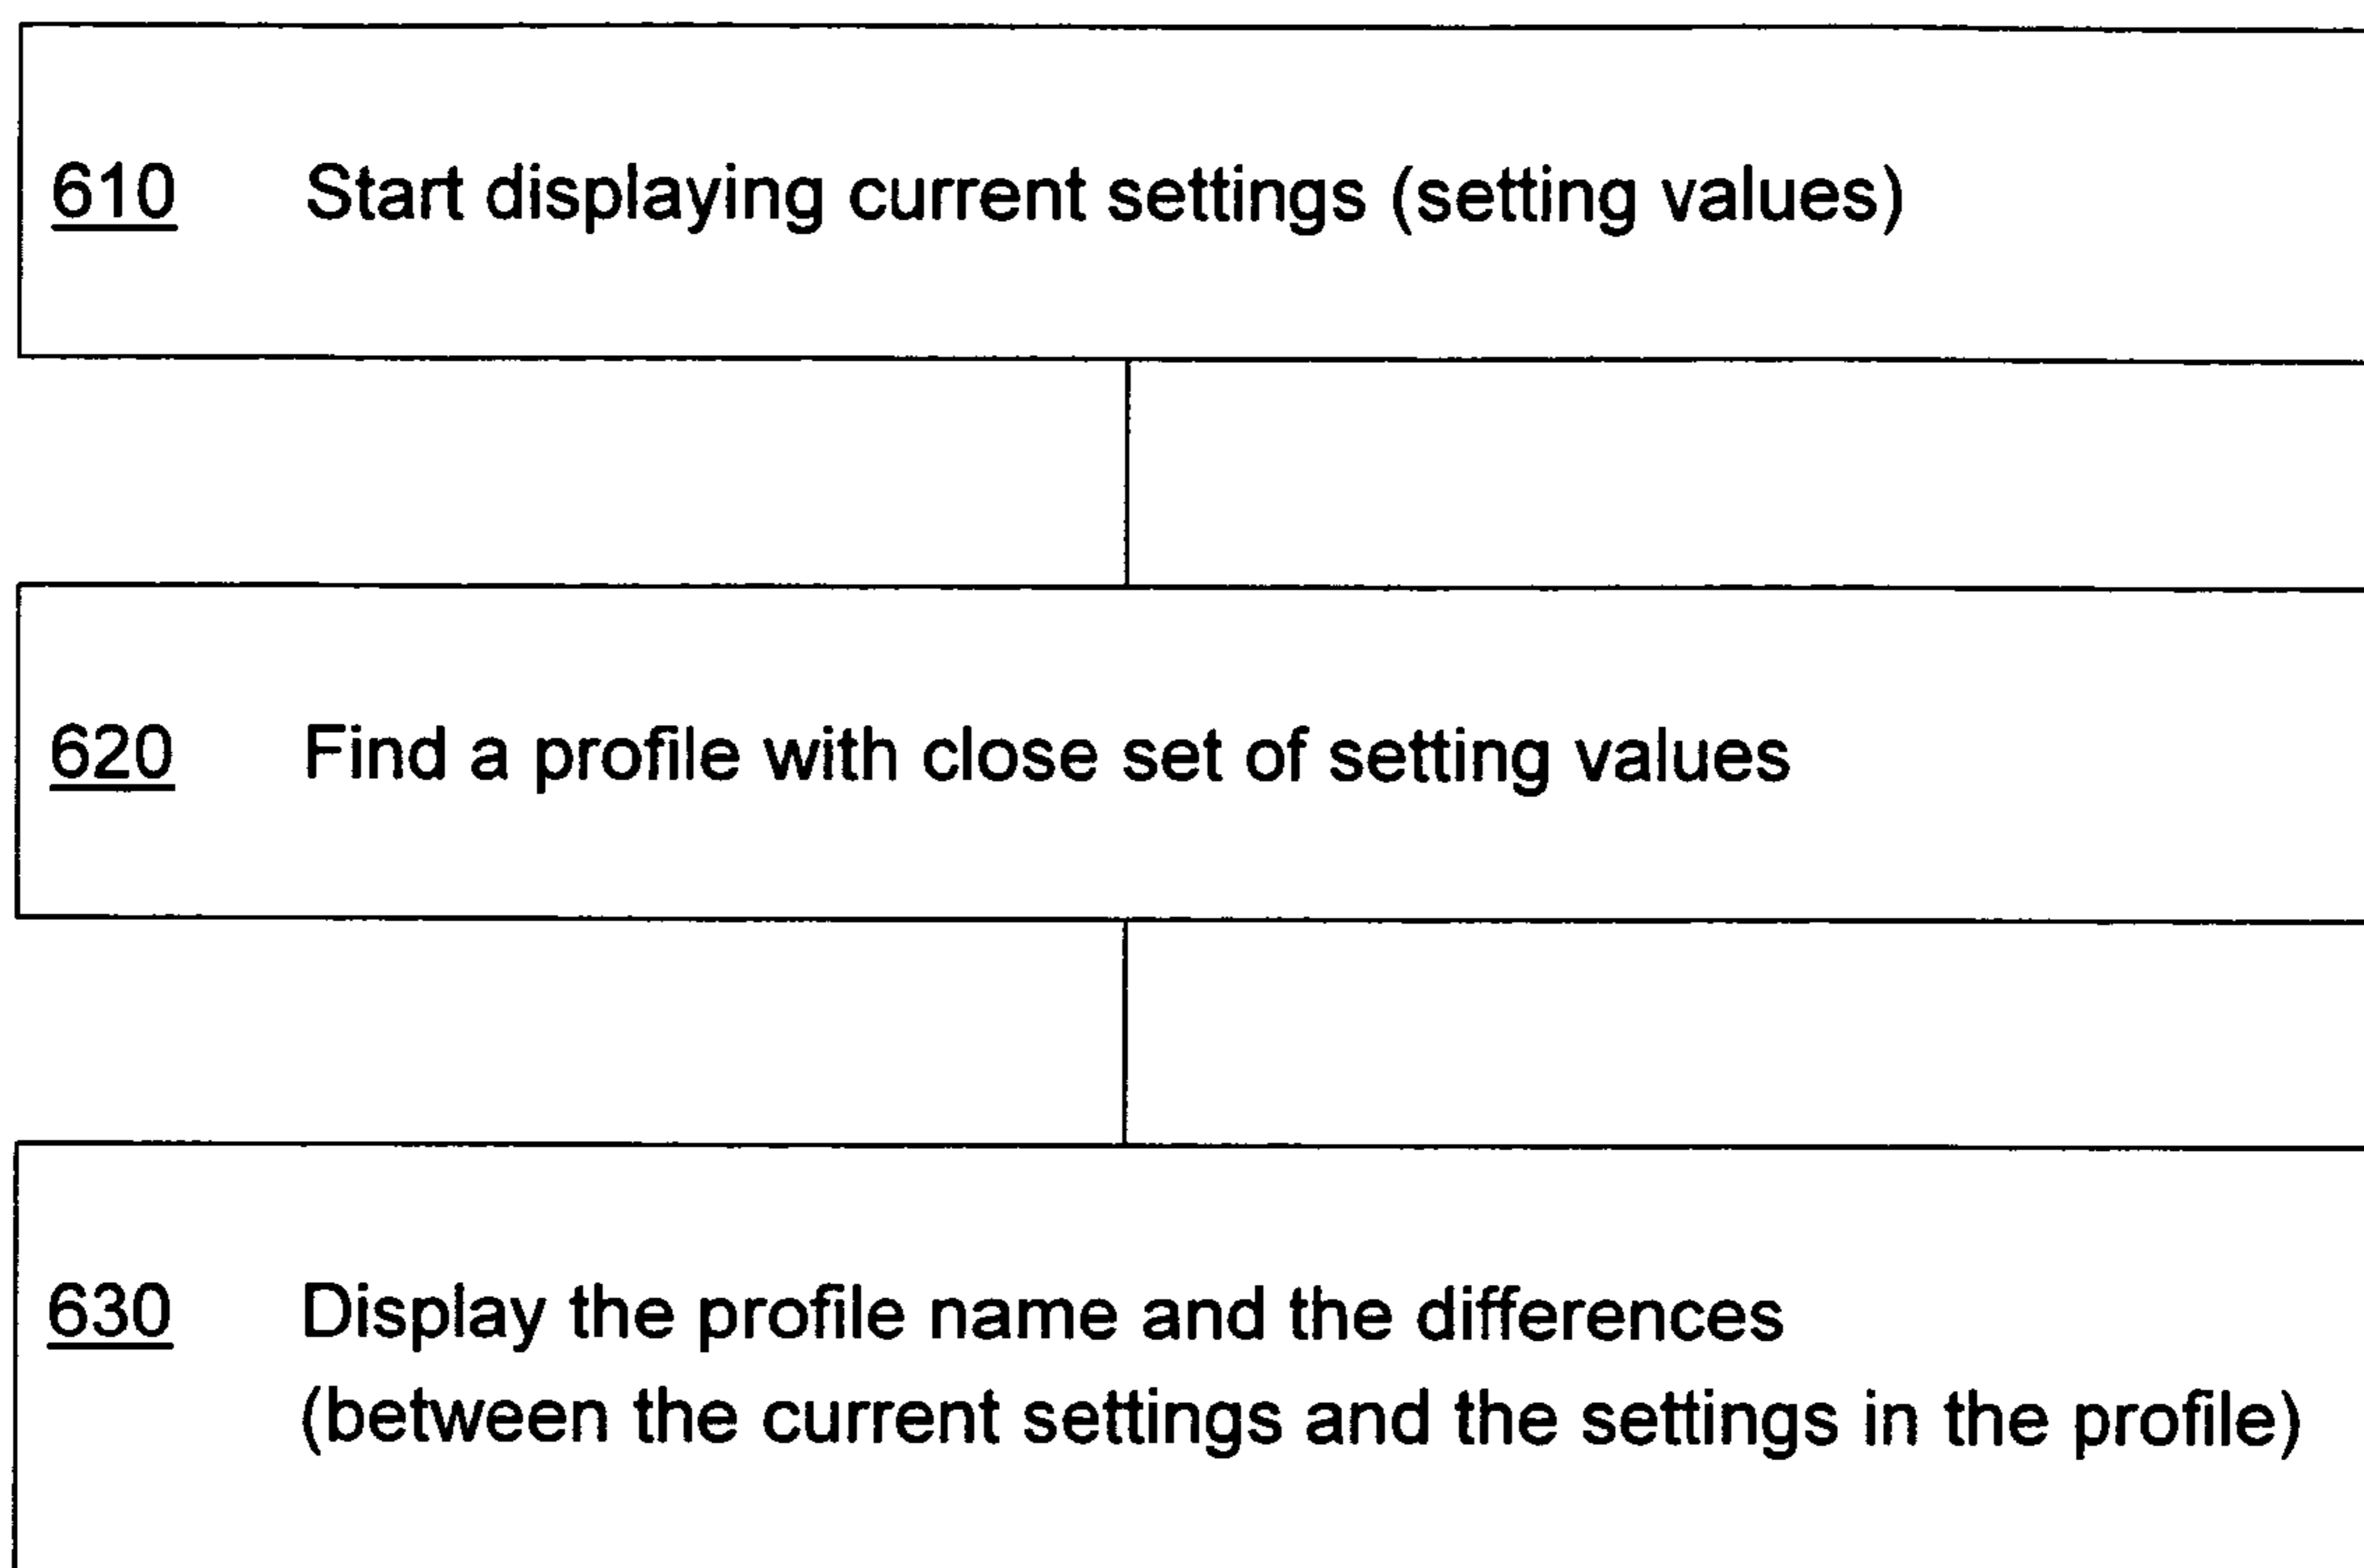 610 Start displaying current settings (setting values)
620 Find a profile with close set of setting values
630 Display the profile name and the differences
(between the current settings and the settings in the profile)